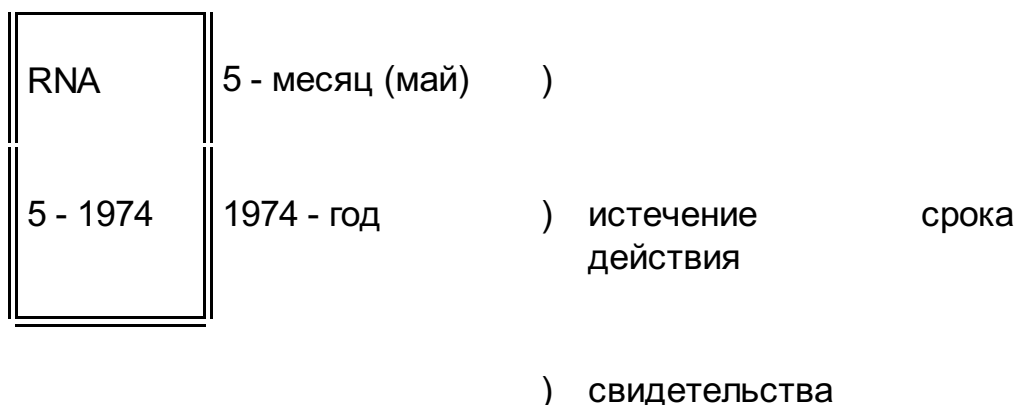 RNA 5 - месяц (май) )
5 - 1974 1974 - год ) истечение срока
действия
) свидетельства